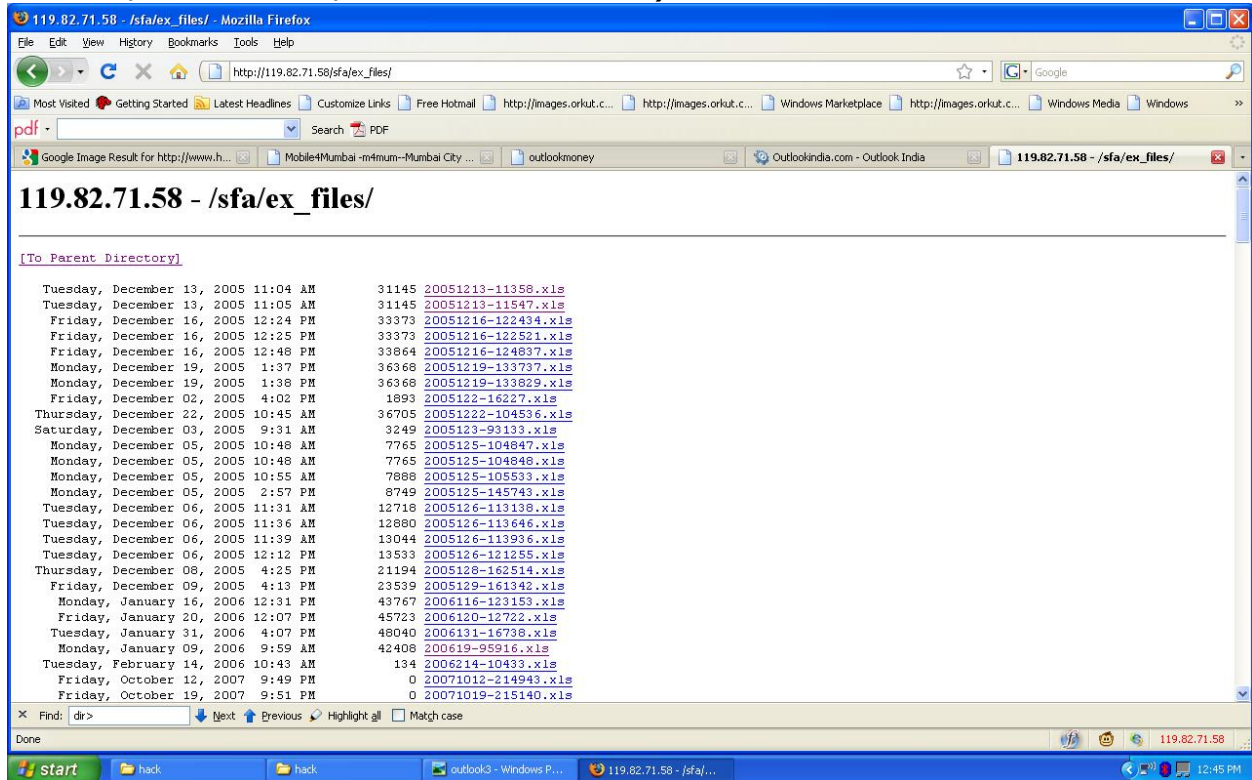 119.82.71.58 - /sfa/ex_files/ - Mozilla Firefox
File Edit View History Bookmarks Tools Help
http://119.82.71.58/sfa/ex_files/
Google
Most Visited Getting Started Latest Headlines Customize Links Free Hotmail http://images.orkut.c... http://images.orkut.c... Windows Marketplace http://images.orkut.c... Windows Media Windows »
pdf Search PDF
Google Image Result for http://www.h... Mobile4Mumbai -m4mum--Mumbai City ... outlookmoney Outlookindia.com - Outlook India 119.82.71.58 - /sfa/ex_files/
119.82.71.58 - /sfa/ex_files/
[To Parent Directory]
Tuesday, December 13, 2005 11:04 AM 31145 20051213-11358.xls
Tuesday, December 13, 2005 11:05 AM 31145 20051213-11547.xls
Friday, December 16, 2005 12:24 PM 33373 20051216-122434.xls
Friday, December 16, 2005 12:25 PM 33373 20051216-122521.xls
Friday, December 16, 2005 12:48 PM 33864 20051216-124837.xls
Monday, December 19, 2005 1:37 PM 36368 20051219-133737.xls
Monday, December 19, 2005 1:38 PM 36368 20051219-133829.xls
Friday, December 02, 2005 4:02 PM 1893 2005122-16227.xls
Thursday, December 22, 2005 10:45 AM 36705 20051222-104536.xls
Saturday, December 03, 2005 9:31 AM 3249 2005123-93133.xls
Monday, December 05, 2005 10:48 AM 7765 2005125-104847.xls
Monday, December 05, 2005 10:48 AM 7765 2005125-104848.xls
Monday, December 05, 2005 10:55 AM 7888 2005125-105533.xls
Monday, December 05, 2005 2:57 PM 8749 2005125-145743.xls
Tuesday, December 06, 2005 11:31 AM 12718 2005126-113138.xls
Tuesday, December 06, 2005 11:36 AM 12880 2005126-113646.xls
Tuesday, December 06, 2005 11:39 AM 13044 2005126-113936.xls
Tuesday, December 06, 2005 12:12 PM 13533 2005126-121255.xls
Thursday, December 08, 2005 4:25 PM 21194 2005128-162514.xls
Friday, December 09, 2005 4:13 PM 23539 2005129-161342.xls
Monday, January 16, 2006 12:31 PM 43767 2006116-123153.xls
Friday, January 20, 2006 12:07 PM 45723 2006120-12722.xls
Tuesday, January 31, 2006 4:07 PM 48040 2006131-16738.xls
Monday, January 09, 2006 9:59 AM 42408 200619-95916.xls
Tuesday, February 14, 2006 10:43 AM 134 2006214-10433.xls
Friday, October 12, 2007 9:49 PM 0 20071012-214943.xls
Friday, October 19, 2007 9:51 PM 0 20071019-215140.xls
Find: dir> Next Previous Highlight all Match case
Done 119.82.71.58
start hack hack outlook3 - Windows P... 119.82.71.58 - /sfa/... 12:45 PM